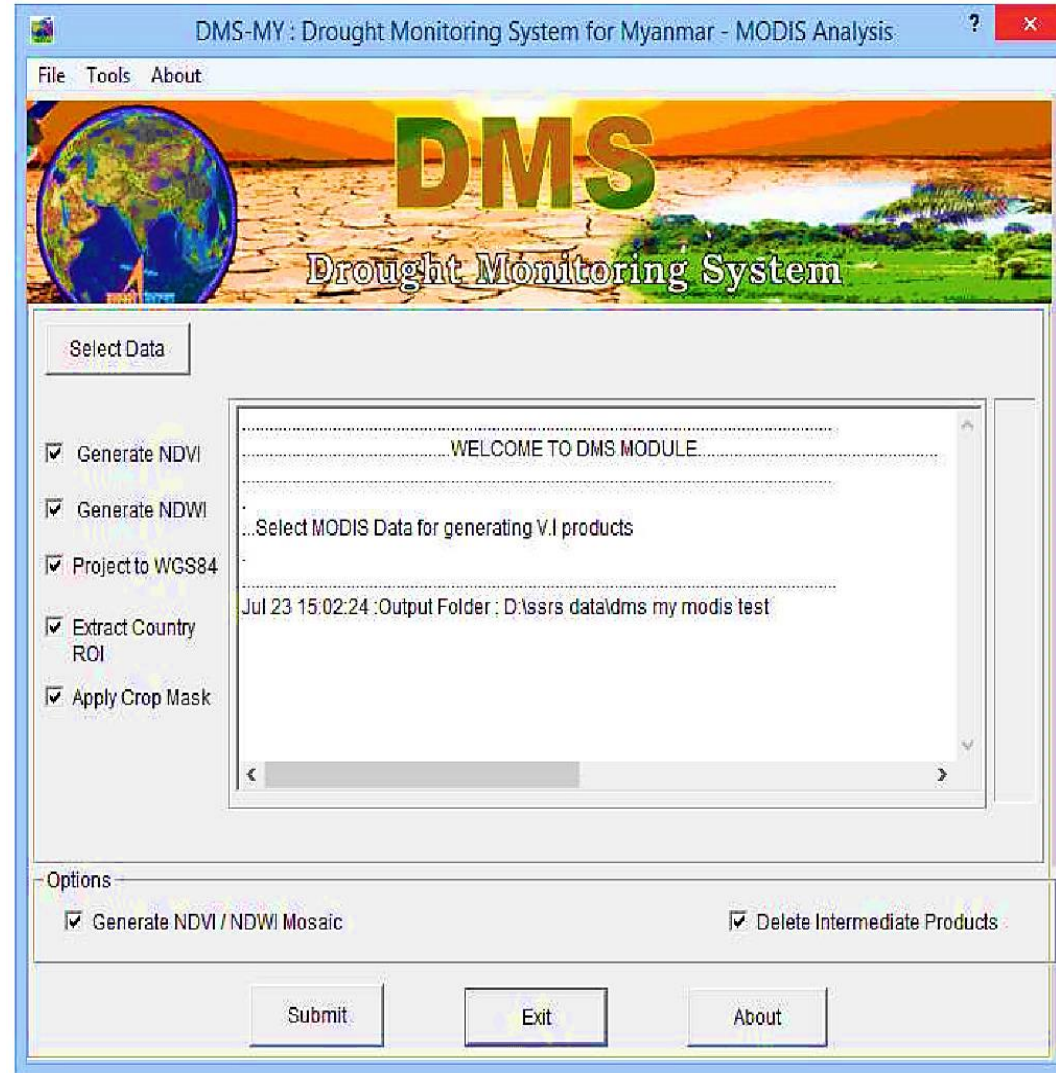 DMS-MY : Drought Monitoring System for Myanmar - MODIS Analysis ?
File Tools About
DMS
Drought Monitoring System
Select Data
Generate NDVI
Generate NDWI
Project to WGS84
Extract Country
ROI
Apply Crop Mask
.....WELCOME TO DMS MODULE.....
...Select MODIS Data for generating V.I products
Jul 23 15:02:24 :Output Folder : D:\ssrs data\dms my modis test
Options
Generate NDVI / NDWI Mosaic
Delete Intermediate Products
Submit
Exit
About